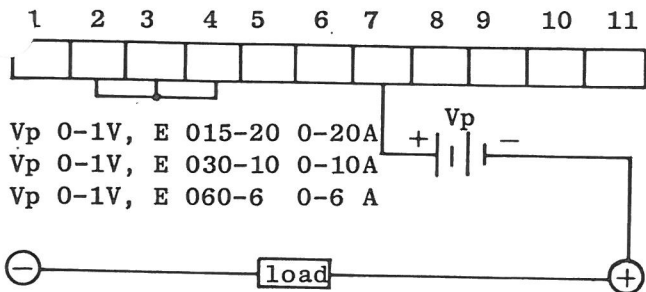 1 2 3 4 5 6 7 8 9 10 11
Vp
+ −
Vp 0-1V, E 015-20 0-20A
Vp 0-1V, E 030-10 0-10A
Vp 0-1V, E 060-6 0-6 A
− load +